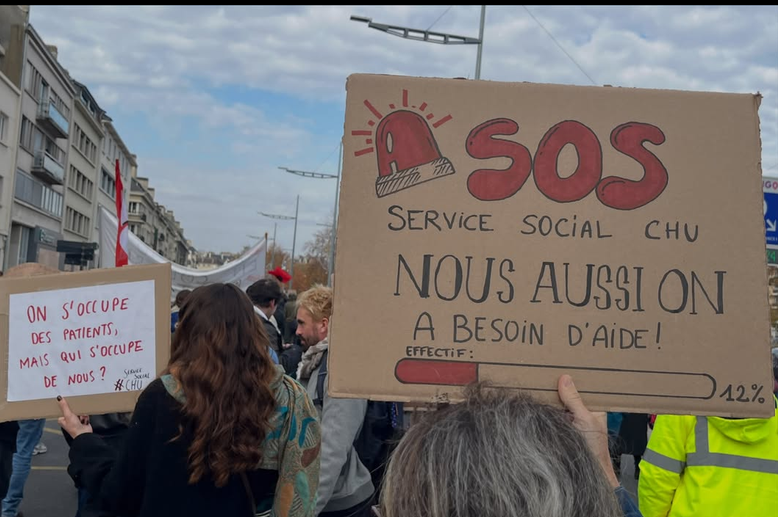 SOS
SERVICE SOCIAL CHU
NOUS AUSSI ON
A BESOIN D'AIDE!
EFFECTIF:
12%
ON S'OCCUPE
DES PATIENTS,
MAIS QUI S'OCCUPE
DE NOUS ?
SERVICE
SOCIAL
#CHU